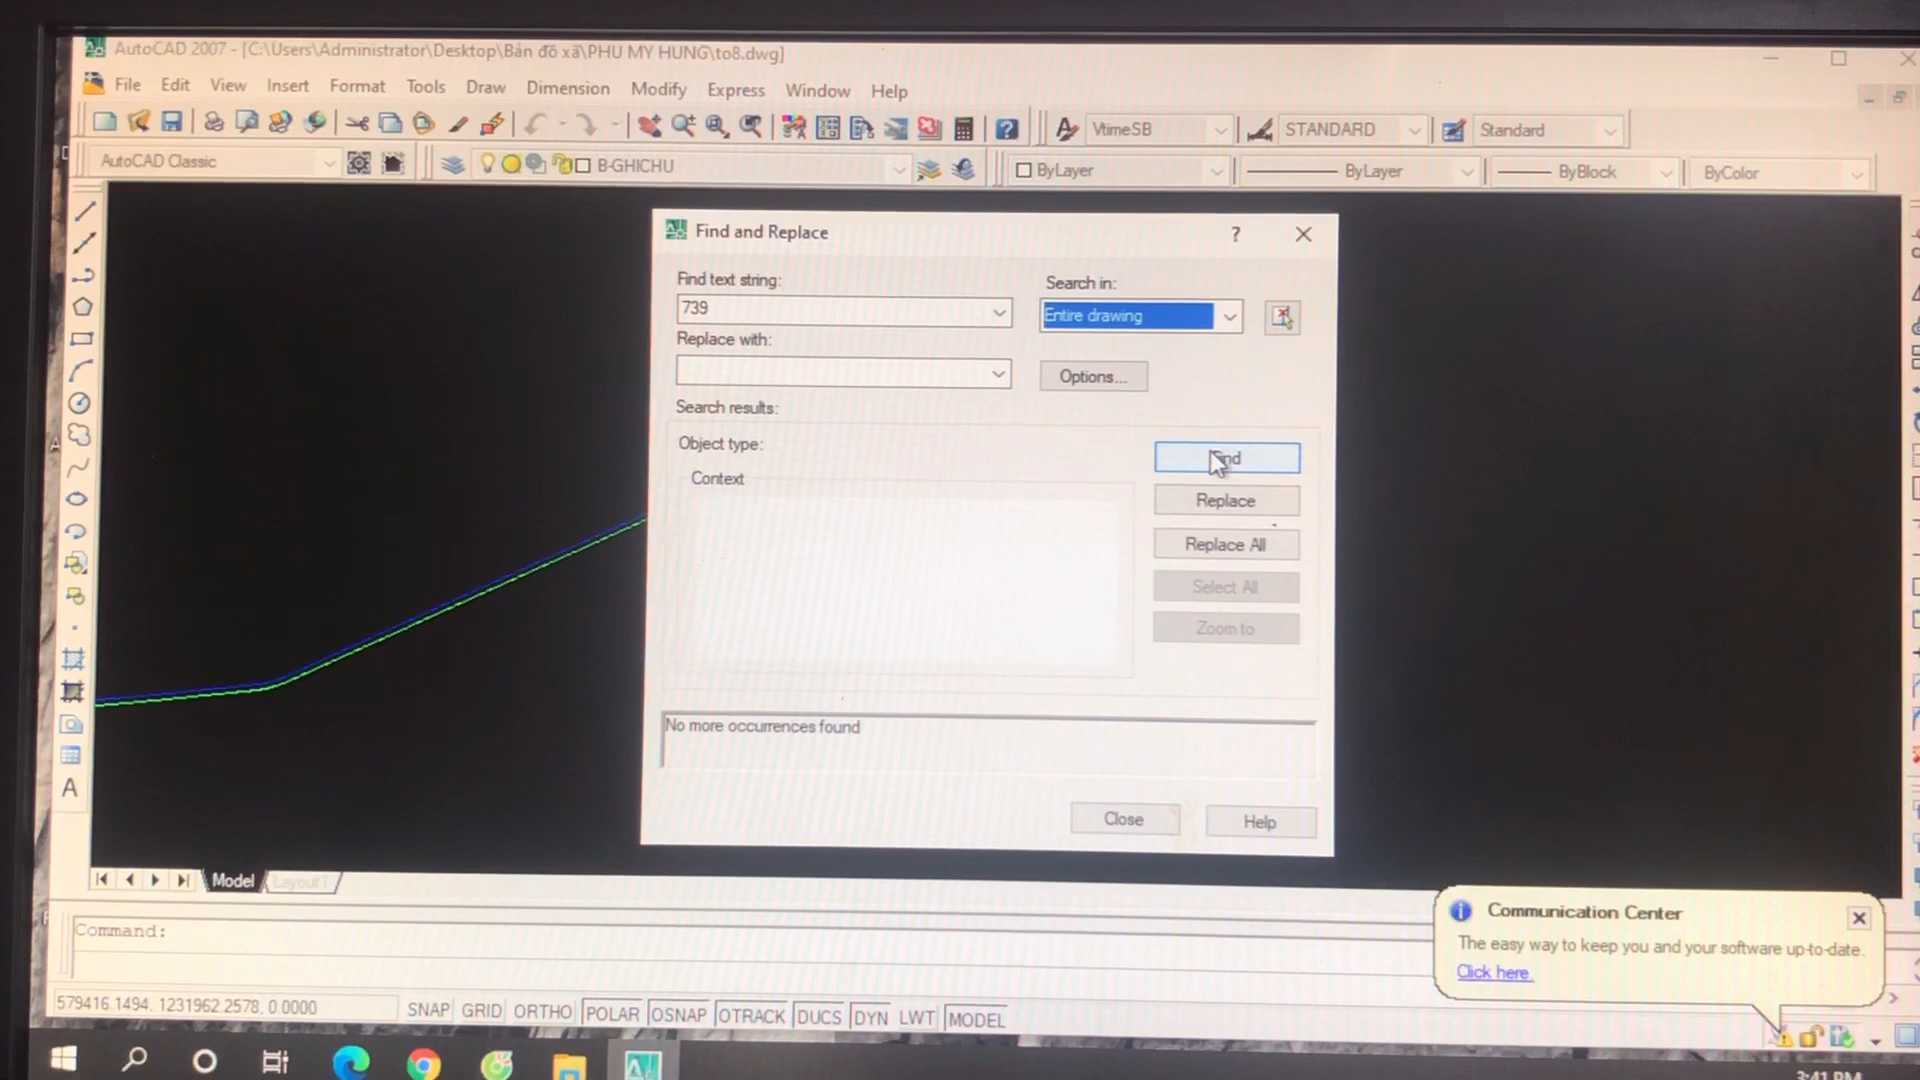 AutoCAD 2007 - [C:\Users\Administrator\Desktop\Bản đồ xã\PHU MY HUNG\to8.dwg]
File Edit View Insert Format Tools Draw Dimension Modify Express Window Help
VtimeSB STANDARD Standard
AutoCAD Classic B-GHICHU ByLayer ByLayer ByBlock ByColor
Find and Replace
Find text string:
Search in:
739
Entire drawing
Replace with:
Options...
Search results:
Object type:
Context
Find
Replace
Replace All
Select All
Zoom to
No more occurrences found
Close
Help
A
Model Layout1
Command:
Communication Center
The easy way to keep you and your software up-to-date.
Click here.
579416.1494, 1231962.2578, 0.0000 SNAP GRID ORTHO POLAR OSNAP OTRACK DUCS DYN LWT MODEL
3:41 PM